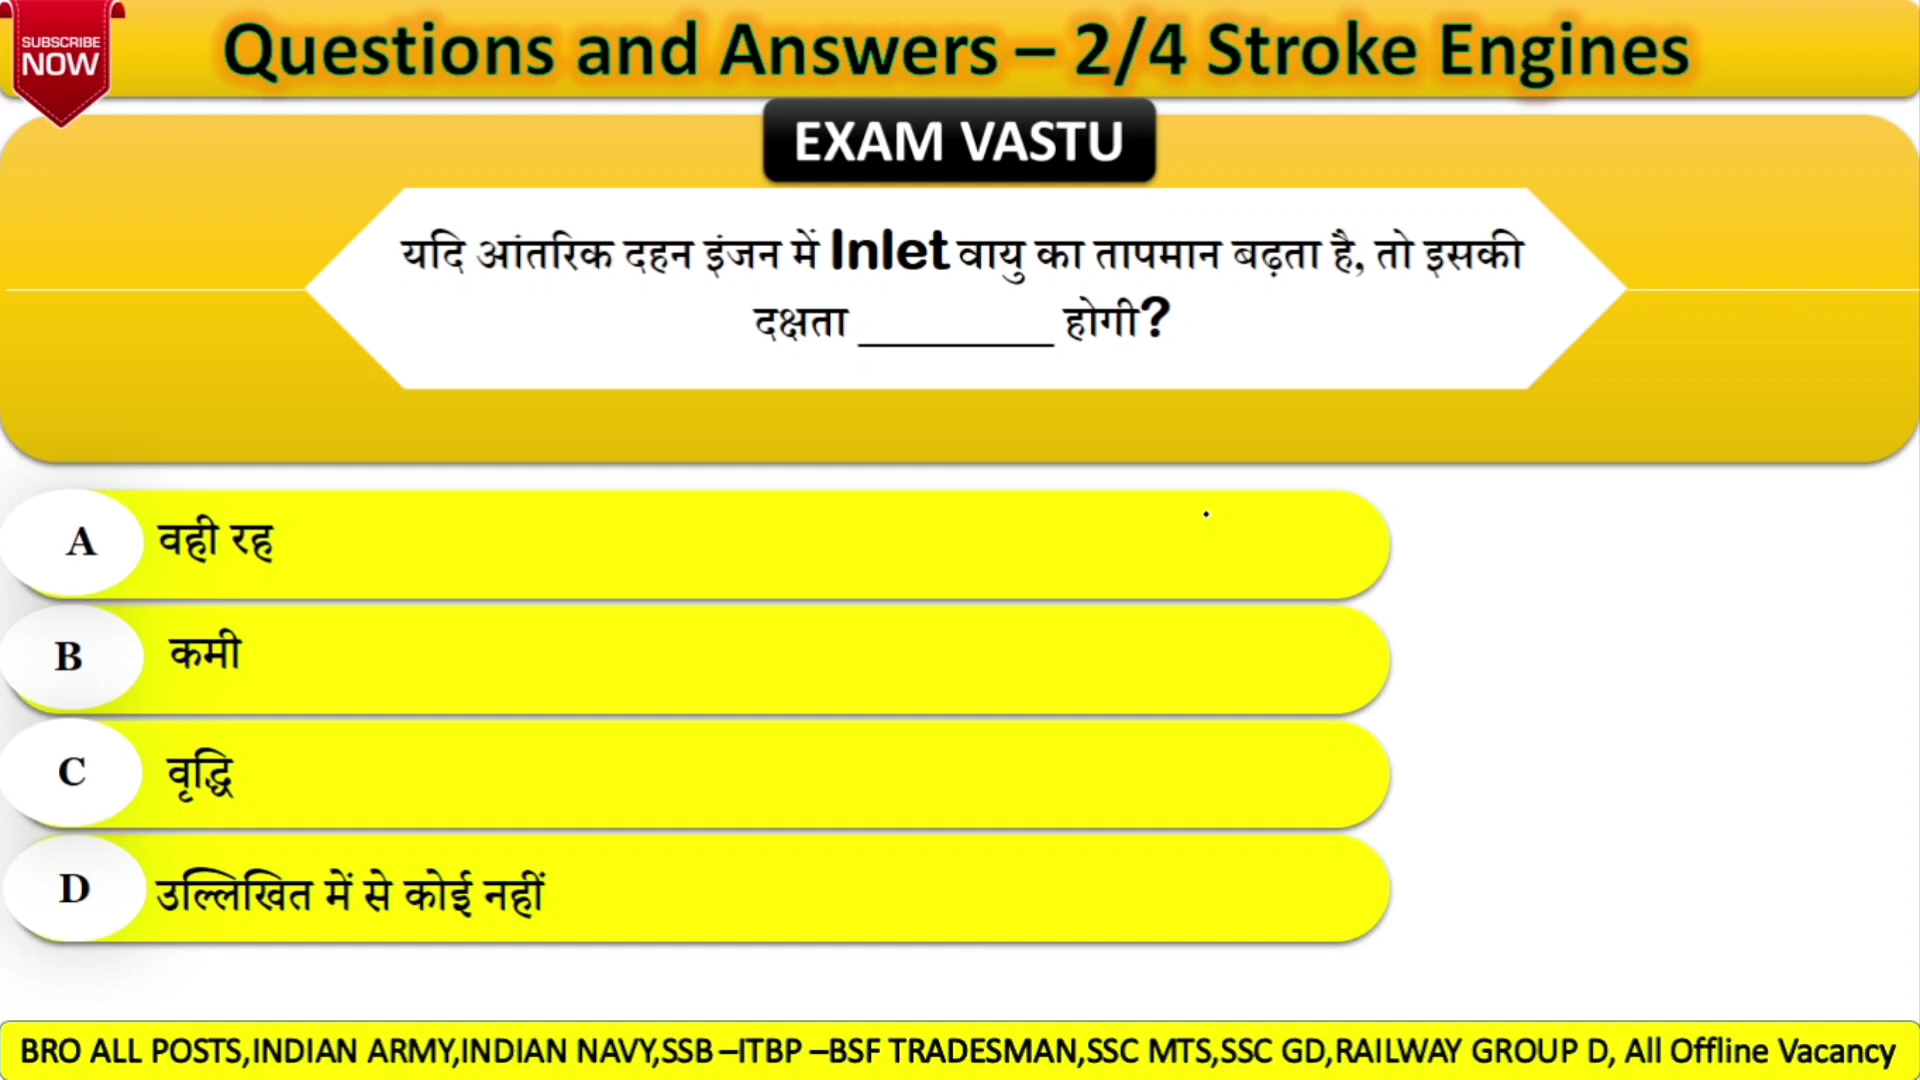 SUBSCRIBE
NOW
Questions and Answers – 2/4 Stroke Engines
EXAM VASTU
यदि आंतरिक दहन इंजन में Inlet वायु का तापमान बढ़ता है, तो इसकी
दक्षता _________ होगी?
A वही रह
B कमी
C वृद्धि
D उल्लिखित में से कोई नहीं
BRO ALL POSTS,INDIAN ARMY,INDIAN NAVY,SSB –ITBP –BSF TRADESMAN,SSC MTS,SSC GD,RAILWAY GROUP D, All Offline Vacancy